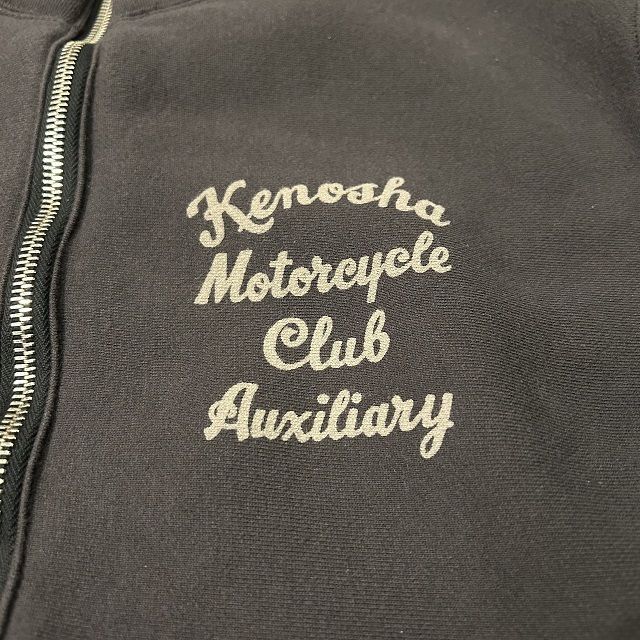 Kenosha
Motorcycle
Club
Auxiliary